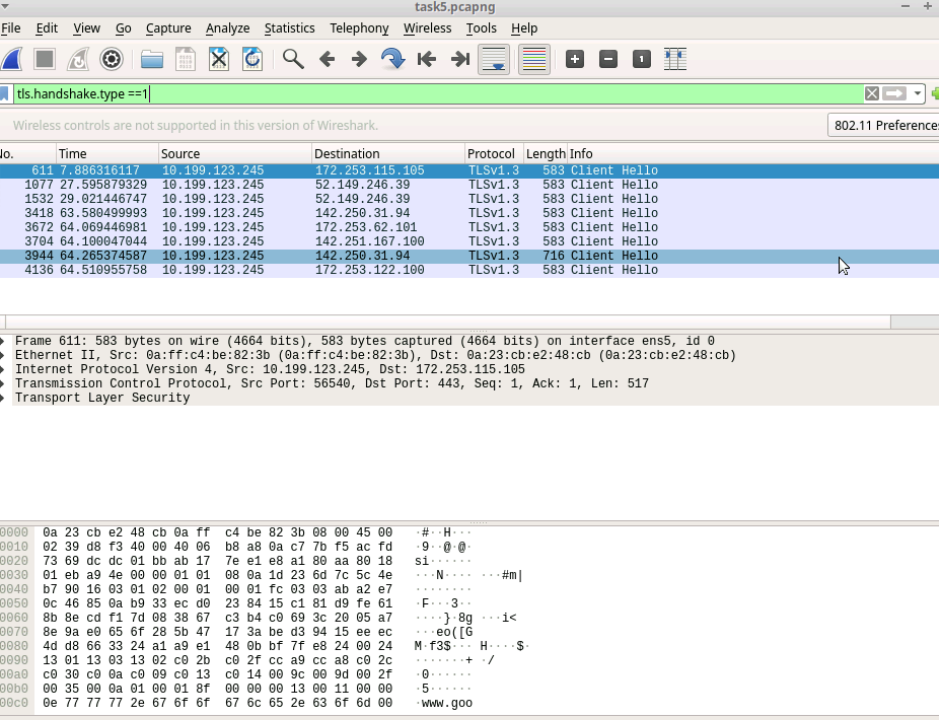 task5.pcapng
File Edit View Go Capture Analyze Statistics Telephony Wireless Tools Help
tls.handshake.type ==1
Wireless controls are not supported in this version of Wireshark. 802.11 Preferences
No. Time Source Destination Protocol Length Info
611 7.886316117 10.199.123.245 172.253.115.105 TLSv1.3 583 Client Hello
1077 27.595879329 10.199.123.245 52.149.246.39 TLSv1.3 583 Client Hello
1532 29.021446747 10.199.123.245 52.149.246.39 TLSv1.3 583 Client Hello
3418 63.580499993 10.199.123.245 142.250.31.94 TLSv1.3 583 Client Hello
3672 64.069446981 10.199.123.245 173.253.62.101 TLSv1.3 583 Client Hello
3704 64.100047044 10.199.123.245 142.251.167.100 TLSv1.3 583 Client Hello
3944 64.265374587 10.199.123.245 142.250.31.94 TLSv1.3 716 Client Hello
4136 64.510955758 10.199.123.245 172.253.122.100 TLSv1.3 583 Client Hello
Frame 611: 583 bytes on wire (4664 bits), 583 bytes captured (4664 bits) on interface ens5, id 0
Ethernet II, Src: 0a:ff:c4:be:82:3b (0a:ff:c4:be:82:3b), Dst: 0a:23:cb:e2:48:cb (0a:23:cb:e2:48:cb)
Internet Protocol Version 4, Src: 10.199.123.245, Dst: 172.253.115.105
Transmission Control Protocol, Src Port: 56540, Dst Port: 443, Seq: 1, Ack: 1, Len: 517
Transport Layer Security
0000 0a 23 cb e2 48 cb 0a ff c4 be 82 3b 08 00 45 00 ·#··H···
0010 02 39 d8 f3 40 00 40 06 b8 a8 0a c7 7b f5 ac fd ·9··@·@·
0020 73 69 dc dc 01 bb ab 17 7e e1 e8 a1 80 aa 80 18 si······
0030 01 eb a9 4e 00 00 01 01 08 0a 1d 23 6d 7c 5c 4e ···N···· ···#m|
0040 b7 90 16 03 01 02 00 01 00 01 fc 03 03 ab a2 e7 ········
0050 0c 46 85 0a b9 33 ec d0 23 84 15 c1 81 d9 fe 61 ·F···3··
0060 8b 8e cd f1 7d 08 38 67 c3 b4 c0 69 3c 20 05 a7 ····}·8g ···i<
0070 8e 9a e0 65 6f 28 5b 47 17 3a be d3 94 15 ee ec ···eo([G
0080 4d d8 66 33 24 a1 a9 e1 48 0b bf 7f e8 24 00 24 M·f3$··· H····$·
0090 13 01 13 03 13 02 c0 2b c0 2f cc a9 cc a8 c0 2c ·······+ ·/
00a0 c0 30 c0 0a c0 09 c0 13 c0 14 00 9c 00 9d 00 2f ·0······
00b0 00 35 00 0a 01 00 01 8f 00 00 00 13 00 11 00 00 ·5······
00c0 0e 77 77 77 2e 67 6f 6f 67 6c 65 2e 63 6f 6d 00 ·www.goo